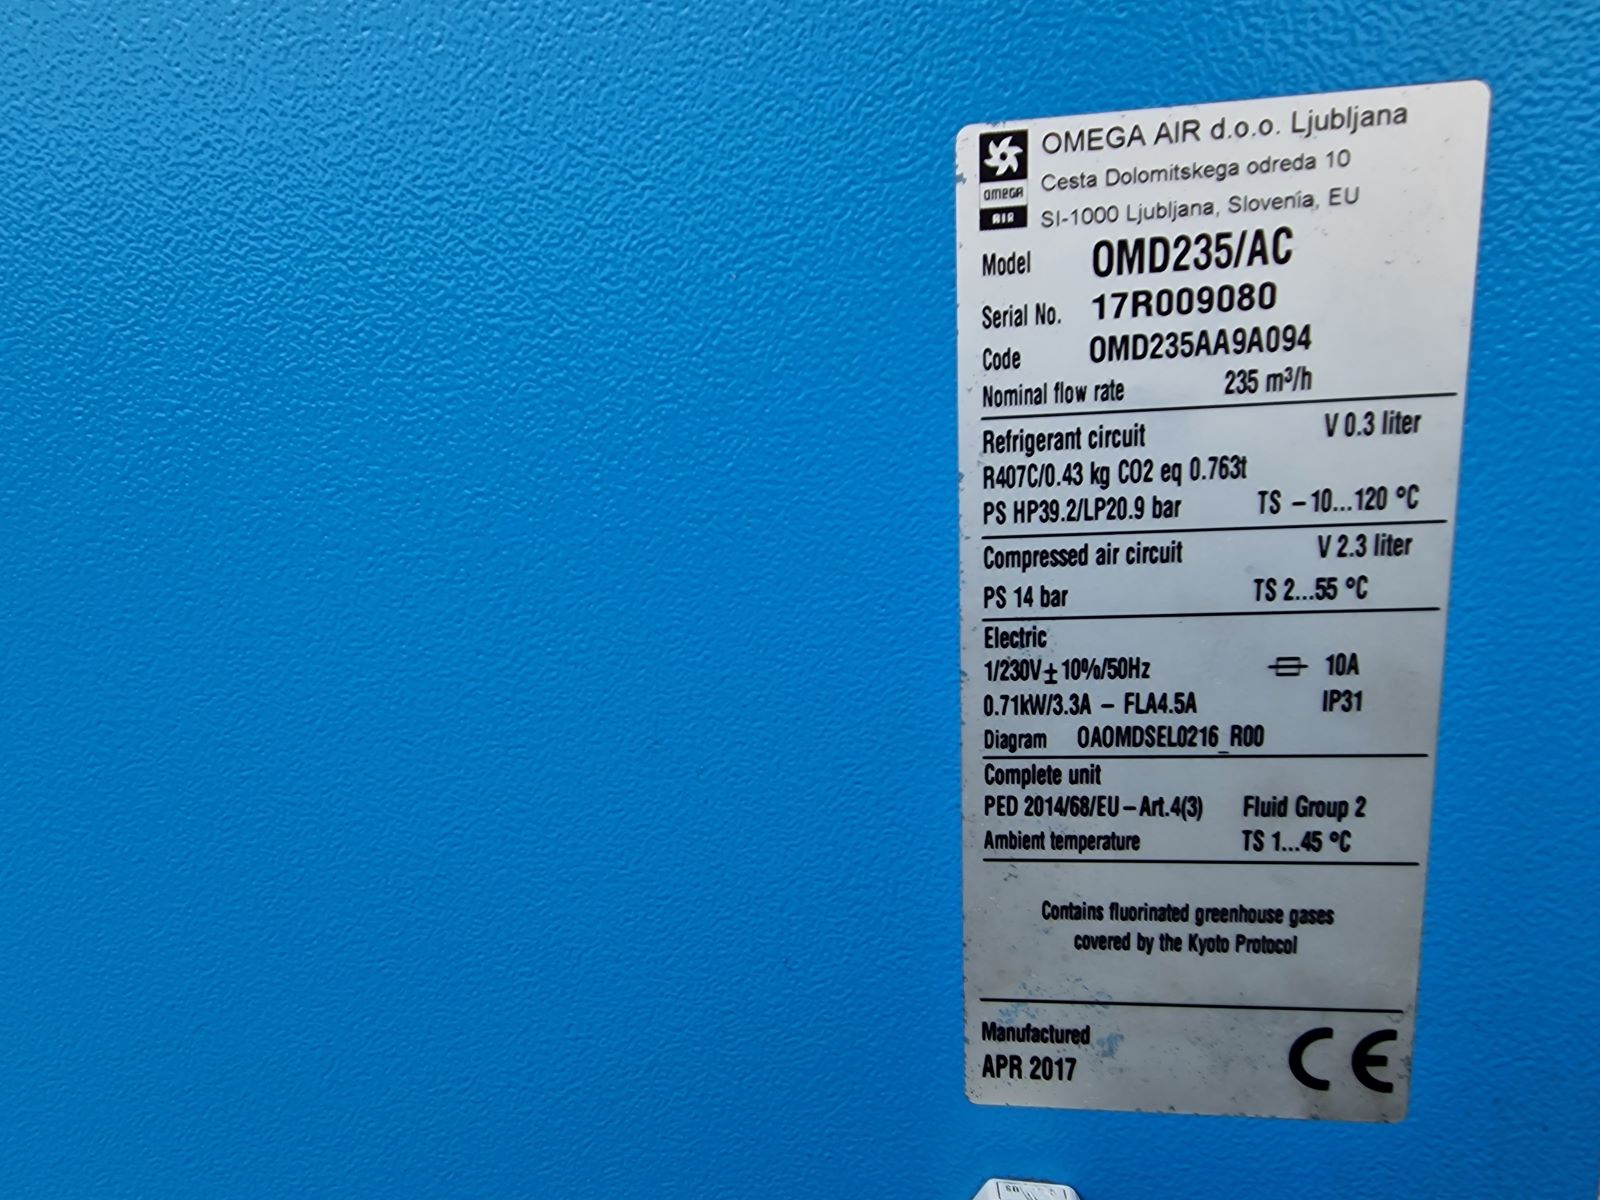 OMEGA AIR d.o.o. Ljubljana
Cesta Dolomitskega odreda 10
SI-1000 Ljubljana, Slovenia, EU
omega
AIR
Model OMD235/AC
Serial No. 17R009080
Code OMD235AA9A094
Nominal flow rate 235 m³/h
Refrigerant circuit V 0.3 liter
R407C/0.43 kg CO2 eq 0.763t
PS HP39.2/LP20.9 bar TS –10...120 °C
Compressed air circuit V 2.3 liter
PS 14 bar TS 2...55 °C
Electric
1/230V±10%/50Hz 10A
0.71kW/3.3A – FLA4.5A IP31
Diagram OAOMDSEL0216_R00
Complete unit
PED 2014/68/EU–Art.4(3) Fluid Group 2
Ambient temperature TS 1...45 °C
Contains fluorinated greenhouse gases
covered by the Kyoto Protocol
Manufactured
APR 2017 CE